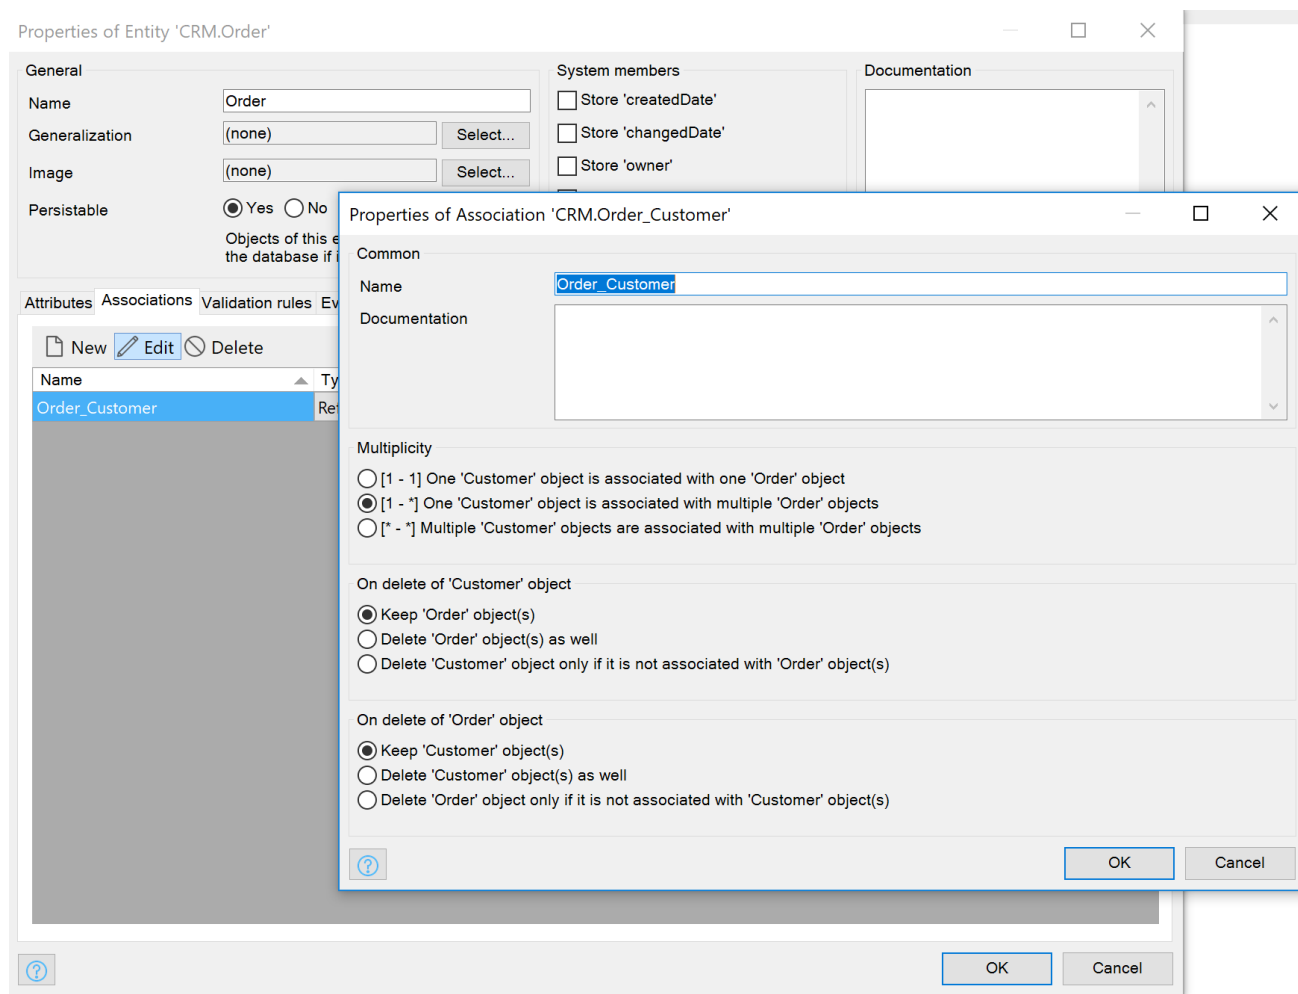 Properties of Entity 'CRM.Order'
General
Name
Order
Generalization
(none)
Select...
Image
(none)
Select...
Persistable
Yes
No
Objects of this e
the database if i
System members
Store 'createdDate'
Store 'changedDate'
Store 'owner'
Documentation
Attributes
Associations
Validation rules
Ev
New
Edit
Delete
Name
Ty
Order_Customer
Ref
Properties of Association 'CRM.Order_Customer'
Common
Name
Order_Customer
Documentation
Multiplicity
[1 - 1] One 'Customer' object is associated with one 'Order' object
[1 - *] One 'Customer' object is associated with multiple 'Order' objects
[* - *] Multiple 'Customer' objects are associated with multiple 'Order' objects
On delete of 'Customer' object
Keep 'Order' object(s)
Delete 'Order' object(s) as well
Delete 'Customer' object only if it is not associated with 'Order' object(s)
On delete of 'Order' object
Keep 'Customer' object(s)
Delete 'Customer' object(s) as well
Delete 'Order' object only if it is not associated with 'Customer' object(s)
?
OK
Cancel
?
OK
Cancel